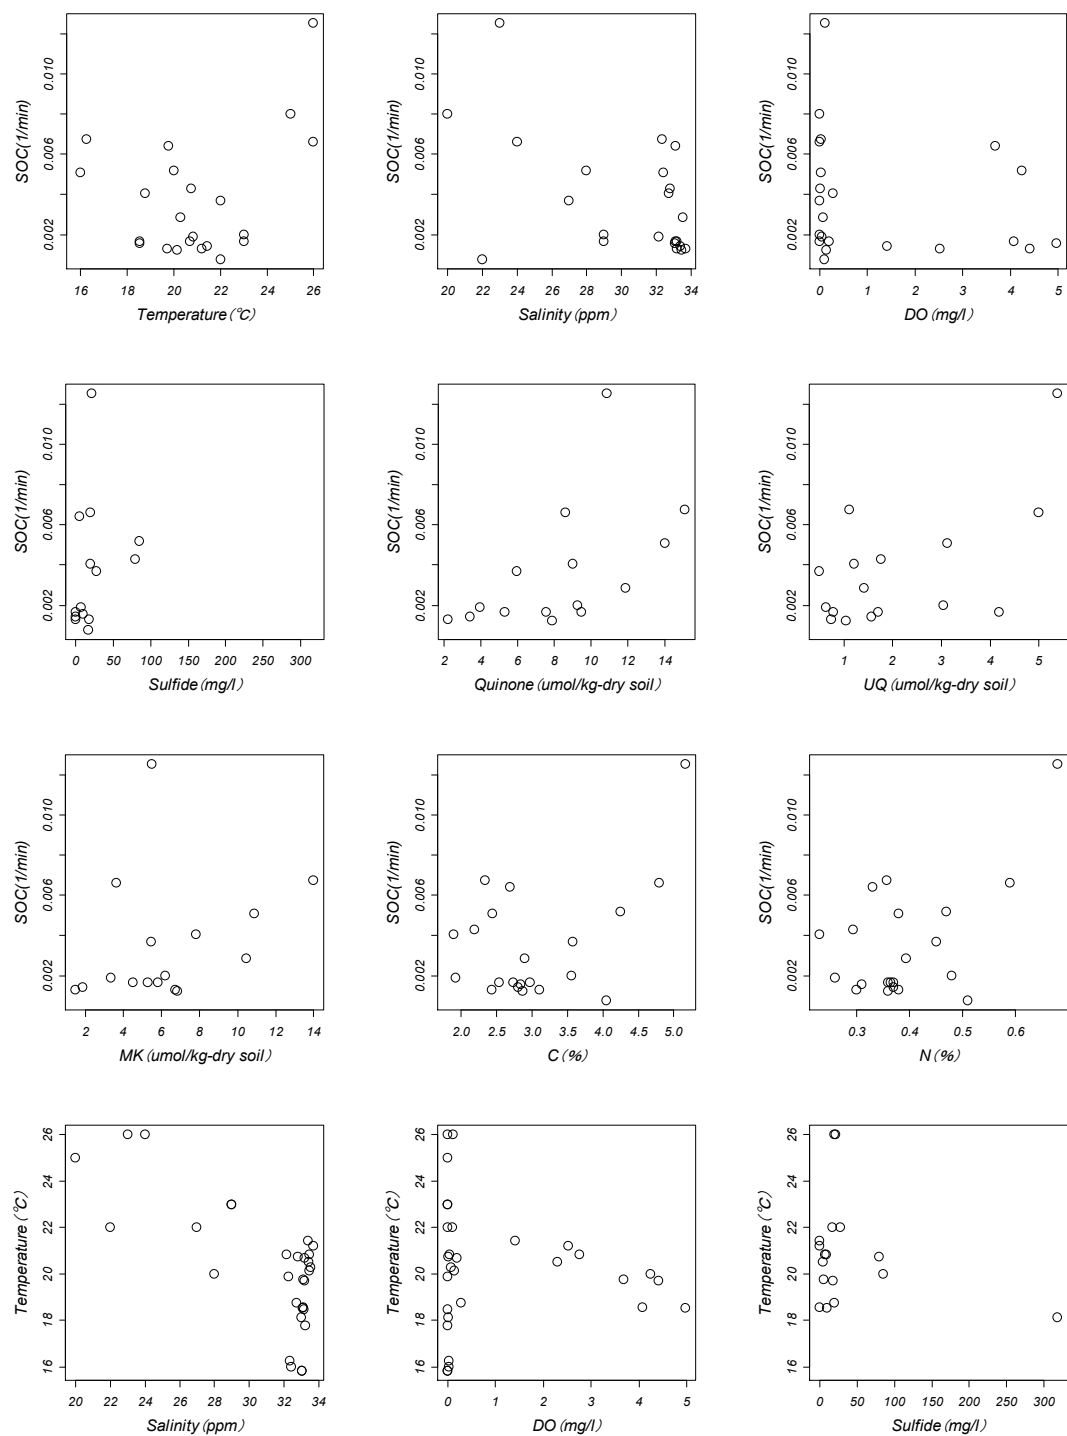 SOC(1/min)
0.010
0.006
0.002
16 18 20 22 24 26
Temperature(℃)
SOC(1/min)
0.010
0.006
0.002
20 22 24 26 28 30 32 34
Salinity(ppm)
SOC(1/min)
0.010
0.006
0.002
0 1 2 3 4 5
DO(mg/l)
SOC(1/min)
0.010
0.006
0.002
0 50 100 150 200 250 300
Sulfide(mg/l)
SOC(1/min)
0.010
0.006
0.002
2 4 6 8 10 12 14
Quinone(umol/kg-dry soil)
SOC(1/min)
0.010
0.006
0.002
1 2 3 4 5
UQ(umol/kg-dry soil)
SOC(1/min)
0.010
0.006
0.002
2 4 6 8 10 12 14
MK(umol/kg-dry soil)
SOC(1/min)
0.010
0.006
0.002
2.0 2.5 3.0 3.5 4.0 4.5 5.0
C(%)
SOC(1/min)
0.010
0.006
0.002
0.3 0.4 0.5 0.6
N(%)
Temperature(℃)
26
24
22
20
18
16
20 22 24 26 28 30 32 34
Salinity(ppm)
Temperature(℃)
26
24
22
20
18
16
0 1 2 3 4 5
DO(mg/l)
Temperature(℃)
26
24
22
20
18
16
0 50 100 150 200 250 300
Sulfide(mg/l)